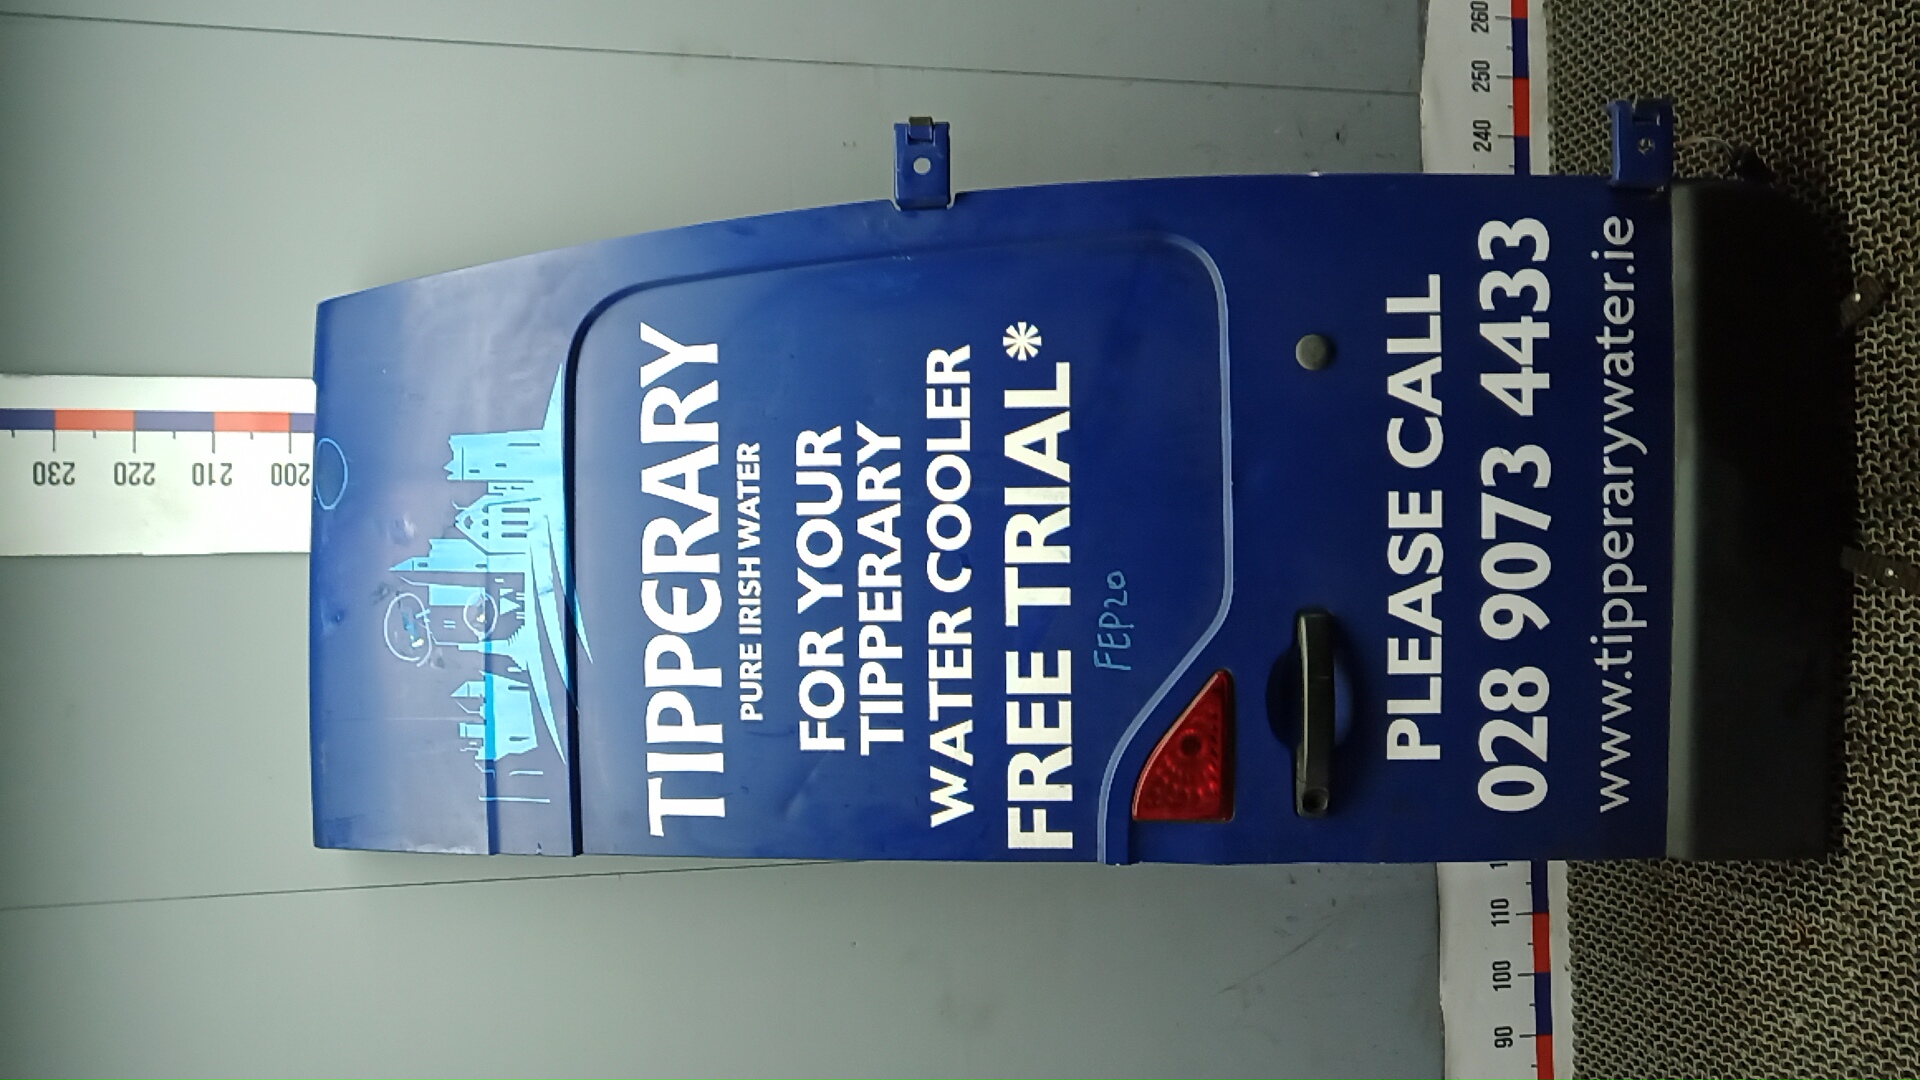 TIPPERARY
PURE IRISH WATER
FOR YOUR
TIPPERARY
WATER COOLER
FREE TRIAL*
FEP20
PLEASE CALL
028 9073 4433
www.tipperarywater.ie
230 220 210 200
90 100 110
240 250 260